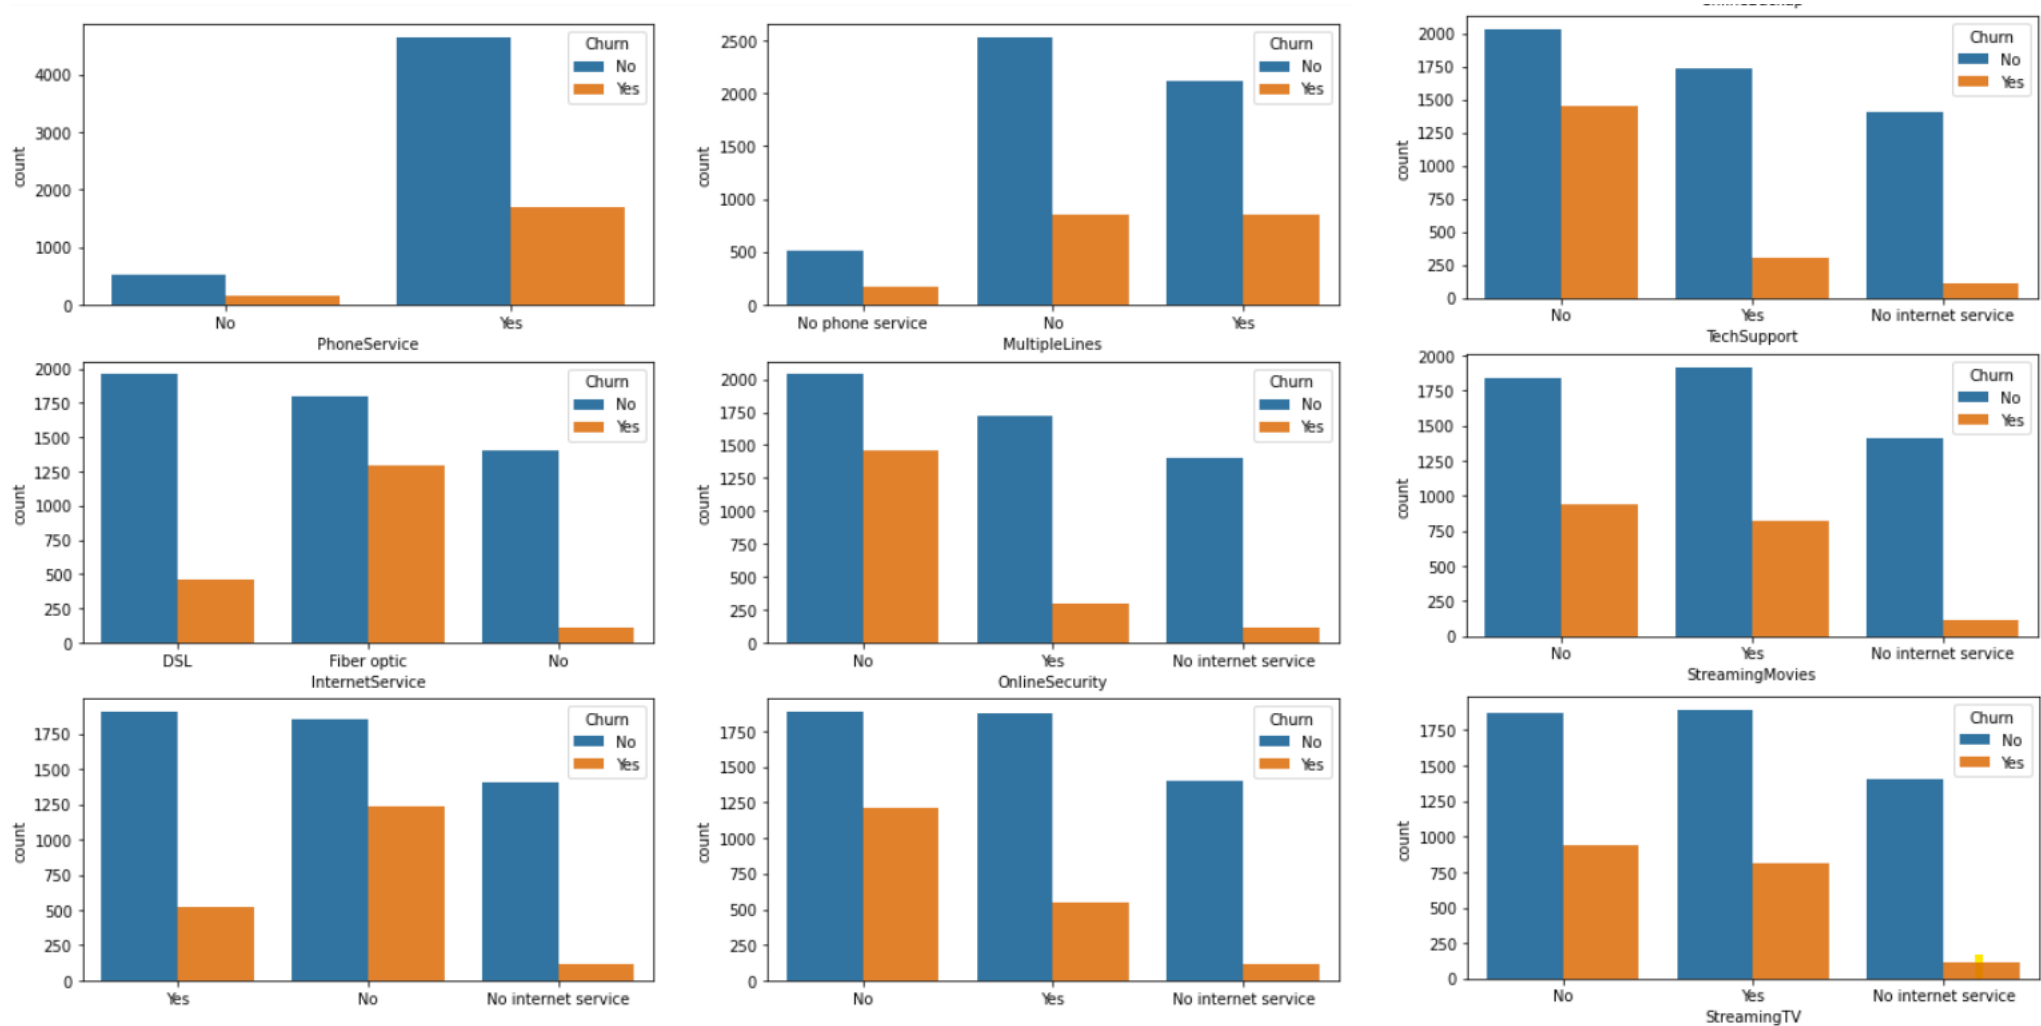 4000
3000
2000
1000
0
count
Churn
No
Yes
No Yes
PhoneService
2500
2000
1500
1000
500
0
count
Churn
No
Yes
No phone service No Yes
MultipleLines
2000
1750
1500
1250
1000
750
500
250
0
count
Churn
No
Yes
No Yes No internet service
TechSupport
2000
1750
1500
1250
1000
750
500
250
0
count
Churn
No
Yes
DSL Fiber optic No
InternetService
2000
1750
1500
1250
1000
750
500
250
0
count
Churn
No
Yes
No Yes No internet service
OnlineSecurity
2000
1750
1500
1250
1000
750
500
250
0
count
Churn
No
Yes
No Yes No internet service
StreamingMovies
1750
1500
1250
1000
750
500
250
0
count
Churn
No
Yes
Yes No No internet service
1750
1500
1250
1000
750
500
250
0
count
Churn
No
Yes
No Yes No internet service
1750
1500
1250
1000
750
500
250
0
count
Churn
No
Yes
No Yes No internet service
StreamingTV